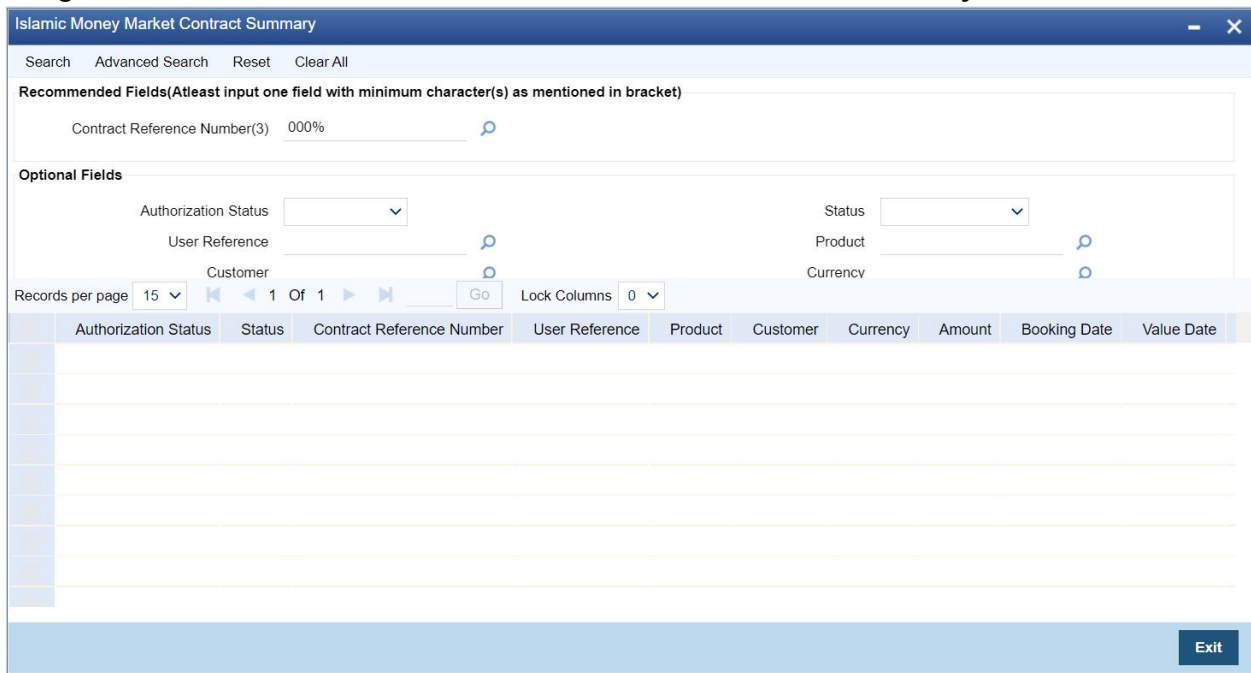 Islamic Money Market Contract Summary
Search Advanced Search Reset Clear All
Recommended Fields(Atleast input one field with minimum character(s) as mentioned in bracket)
Contract Reference Number(3) 000%
Optional Fields
Authorization Status Status
User Reference Product
Customer Currency
Records per page 15 1 Of 1 Go Lock Columns 0
Authorization Status Status Contract Reference Number User Reference Product Customer Currency Amount Booking Date Value Date
Exit